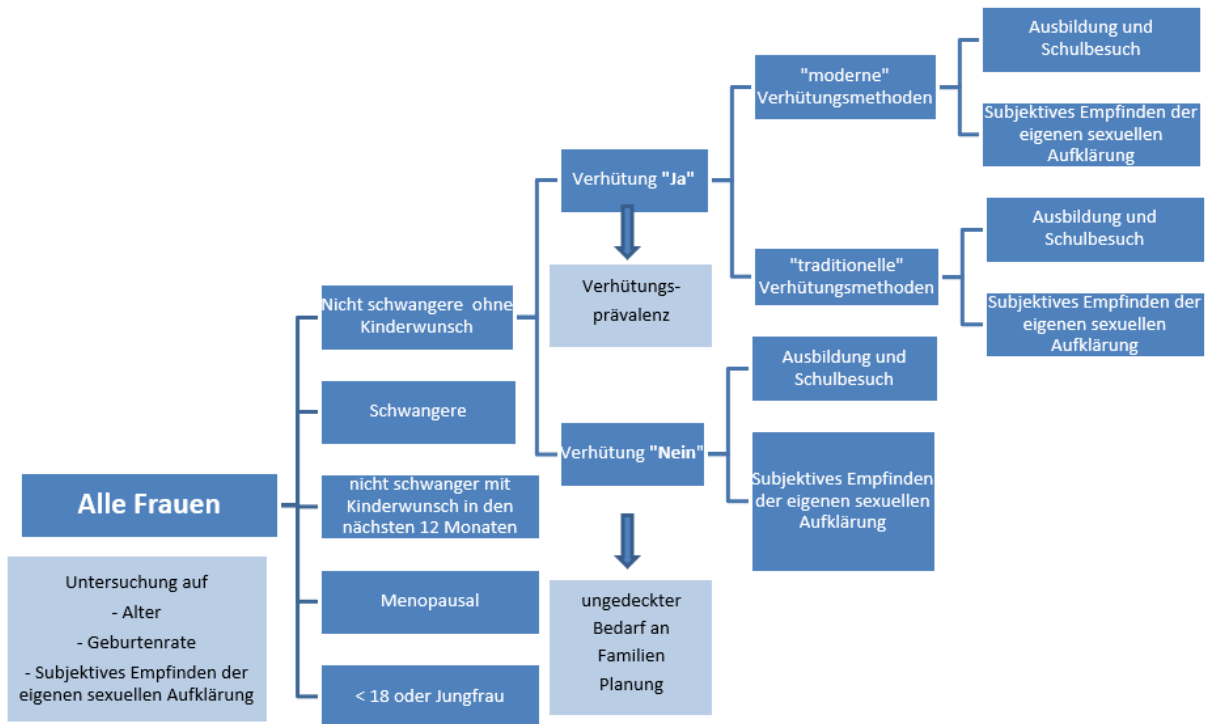 Alle Frauen
Untersuchung auf
- Alter
- Geburtenrate
- Subjektives Empfinden der
eigenen sexuellen Aufklärung
Nicht schwangere ohne
Kinderwunsch
Schwangere
nicht schwanger mit
Kinderwunsch in den
nächsten 12 Monaten
Menopausal
< 18 oder Jungfrau
Verhütung "Ja"
Verhütungs-
prävalenz
Verhütung "Nein"
ungedeckter
Bedarf an
Familien
Planung
"moderne"
Verhütungsmethoden
"traditionelle"
Verhütungsmethoden
Ausbildung und
Schulbesuch
Subjektives Empfinden
der eigenen sexuellen
Aufklärung
Ausbildung und
Schulbesuch
Subjektives Empfinden der
eigenen sexuellen
Aufklärung
Ausbildung und
Schulbesuch
Subjektives Empfinden der
eigenen sexuellen
Aufklärung